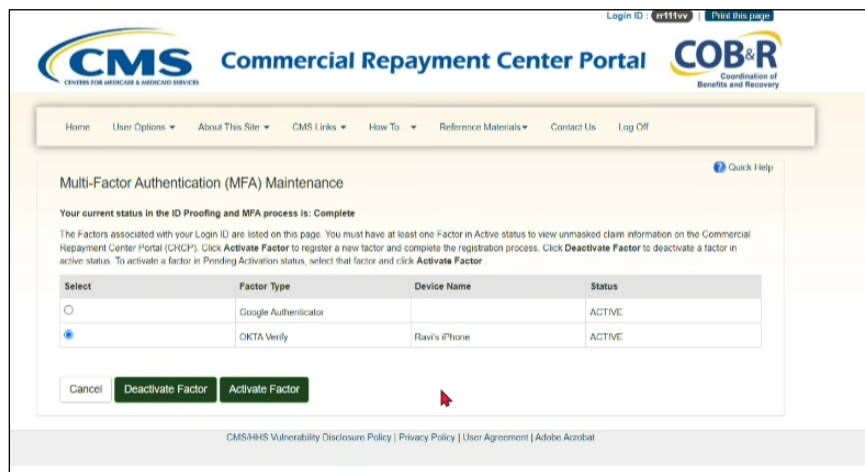 Login ID : rr111vv | Print this page
CMS
CENTERS FOR MEDICARE & MEDICAID SERVICES
Commercial Repayment Center Portal
COB&R
Coordination of
Benefits and Recovery
Home User Options About This Site CMS Links How To... Reference Materials Contact Us Log Off
Quick Help
Multi-Factor Authentication (MFA) Maintenance
Your current status in the ID Proofing and MFA process is: Complete
The Factors associated with your Login ID are listed on this page. You must have at least one Factor in Active status to view unmasked claim information on the Commercial
Repayment Center Portal (CRCP). Click Activate Factor to register a new factor and complete the registration process. Click Deactivate Factor to deactivate a factor in
active status. To activate a factor in Pending Activation status, select that factor and click Activate Factor
Select Factor Type Device Name Status
Google Authenticator ACTIVE
OKTA Verify Ravi's iPhone ACTIVE
Cancel Deactivate Factor Activate Factor
CMS/HHS Vulnerability Disclosure Policy | Privacy Policy | User Agreement | Adobe Acrobat